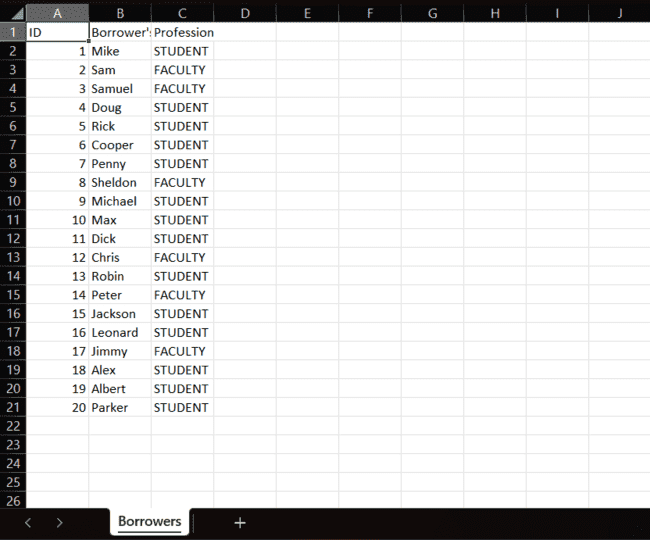 A B C D E F G H I J
1 ID Borrower's Profession
2 1 Mike STUDENT
3 2 Sam FACULTY
4 3 Samuel FACULTY
5 4 Doug STUDENT
6 5 Rick STUDENT
7 6 Cooper STUDENT
8 7 Penny STUDENT
9 8 Sheldon FACULTY
10 9 Michael STUDENT
11 10 Max STUDENT
12 11 Dick STUDENT
13 12 Chris FACULTY
14 13 Robin STUDENT
15 14 Peter FACULTY
16 15 Jackson STUDENT
17 16 Leonard STUDENT
18 17 Jimmy FACULTY
19 18 Alex STUDENT
20 19 Albert STUDENT
21 20 Parker STUDENT
22
23
24
25
26
Borrowers